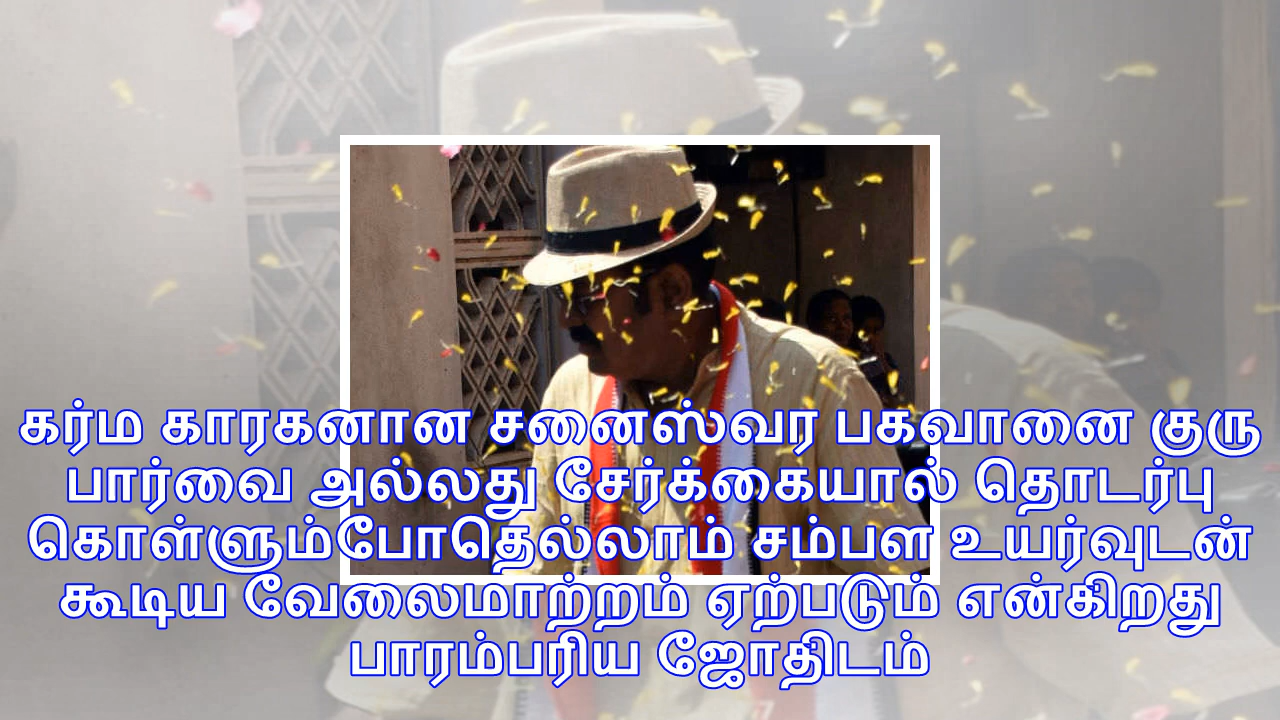 கர்ம காரகனான சனைஸ்வர பகவானை குரு
பார்வை அல்லது சேர்க்கையால் தொடர்பு
கொள்ளும்போதெல்லாம் சம்பள உயர்வுடன்
கூடிய வேலைமாற்றம் ஏற்படும் என்கிறது
பாரம்பரிய ஜோதிடம்